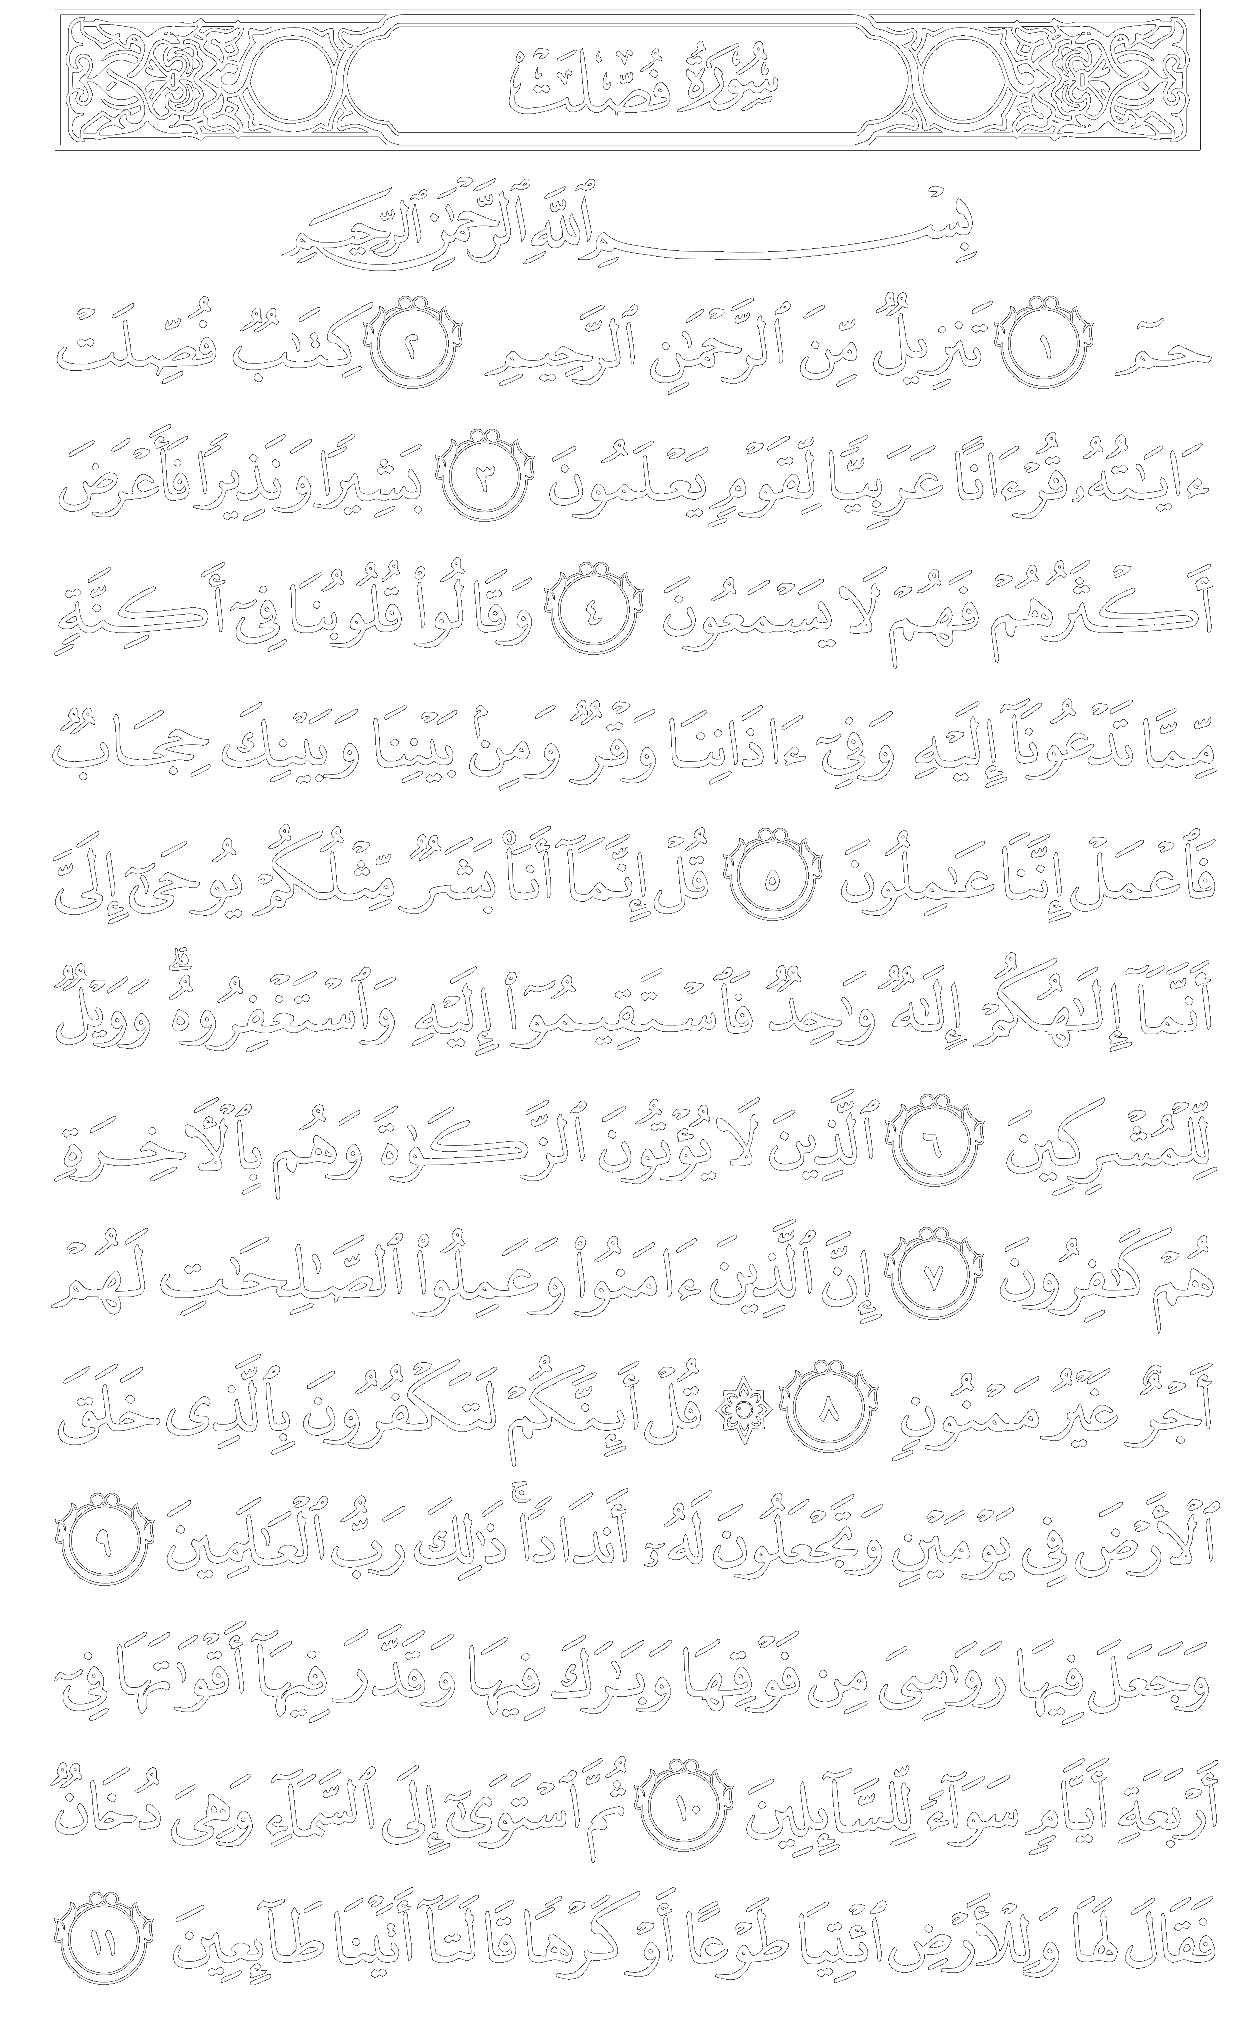 سُورَةُ فُصِّلَتْ
بِسْمِ ٱللَّهِ ٱلرَّحْمَٰنِ ٱلرَّحِيمِ
حمٓ ١ تَنزِيلٌ مِّنَ ٱلرَّحْمَٰنِ ٱلرَّحِيمِ ٢ كِتَٰبٌ فُصِّلَتْ
ءَايَٰتُهُۥ قُرْءَانًا عَرَبِيًّا لِّقَوْمٍ يَعْلَمُونَ ٣ بَشِيرًا وَنَذِيرًا فَأَعْرَضَ
أَكْثَرُهُمْ فَهُمْ لَا يَسْمَعُونَ ٤ وَقَالُوا۟ قُلُوبُنَا فِىٓ أَكِنَّةٍ
مِّمَّا تَدْعُونَآ إِلَيْهِ وَفِىٓ ءَاذَانِنَا وَقْرٌ وَمِنۢ بَيْنِنَا وَبَيْنِكَ حِجَابٌ
فَٱعْمَلْ إِنَّنَا عَٰمِلُونَ ٥ قُلْ إِنَّمَآ أَنَا۠ بَشَرٌ مِّثْلُكُمْ يُوحَىٰٓ إِلَىَّ
أَنَّمَآ إِلَٰهُكُمْ إِلَٰهٌ وَٰحِدٌ فَٱسْتَقِيمُوٓا۟ إِلَيْهِ وَٱسْتَغْفِرُوهُ ۗ وَوَيْلٌ
لِّلْمُشْرِكِينَ ٦ ٱلَّذِينَ لَا يُؤْتُونَ ٱلزَّكَوٰةَ وَهُم بِٱلْأَخِرَةِ
هُمْ كَٰفِرُونَ ٧ إِنَّ ٱلَّذِينَ ءَامَنُوا۟ وَعَمِلُوا۟ ٱلصَّٰلِحَٰتِ لَهُمْ
أَجْرٌ غَيْرُ مَمْنُونٍ ٨ ۞ قُلْ أَئِنَّكُمْ لَتَكْفُرُونَ بِٱلَّذِى خَلَقَ
ٱلْأَرْضَ فِى يَوْمَيْنِ وَتَجْعَلُونَ لَهُۥٓ أَندَادًا ۚ ذَٰلِكَ رَبُّ ٱلْعَٰلَمِينَ ٩
وَجَعَلَ فِيهَا رَوَٰسِىَ مِن فَوْقِهَا وَبَٰرَكَ فِيهَا وَقَدَّرَ فِيهَآ أَقْوَٰتَهَا فِىٓ
أَرْبَعَةِ أَيَّامٍ سَوَآءً لِّلسَّآئِلِينَ ١٠ ثُمَّ ٱسْتَوَىٰٓ إِلَى ٱلسَّمَآءِ وَهِىَ دُخَانٌ
فَقَالَ لَهَا وَلِلْأَرْضِ ٱئْتِيَا طَوْعًا أَوْ كَرْهًا قَالَتَآ أَتَيْنَا طَآئِعِينَ ١١